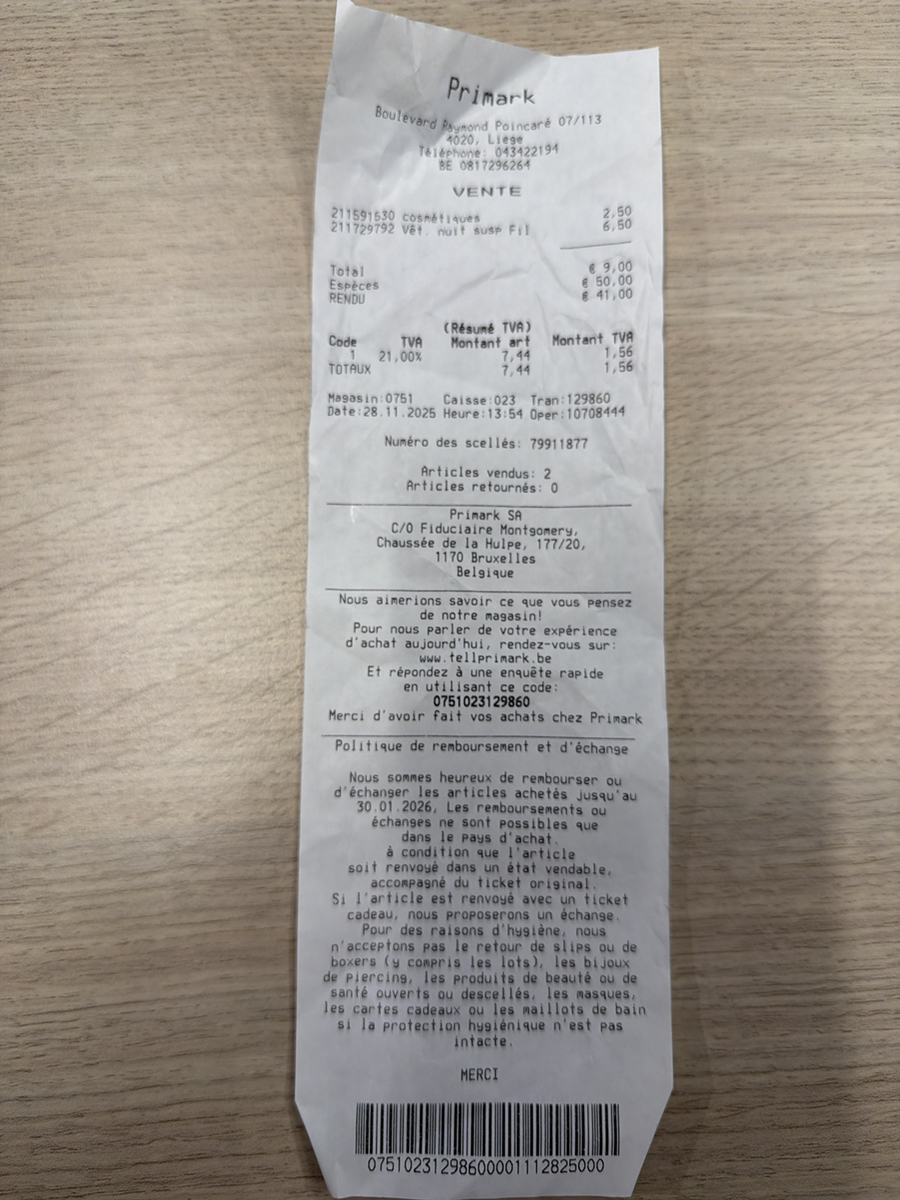 Primark
Boulevard Raymond Poincaré 07/113
4020, Liege
Téléphone: 043422194
BE 0817296264
VENTE
211591630 cosmétiques 2,50
211729792 Vêt. nuit susp Fil 6,50
Total € 9,00
Espèces € 50,00
RENDU € 41,00
(Résumé TVA)
Code TVA Montant art Montant TVA
1 21,00% 7,44 1,56
TOTAUX 7,44 1,56
Magasin:0751 Caisse:023 Tran:129860
Date:28.11.2025 Heure:13:54 Oper:10708444
Numéro des scellés: 79911877
Articles vendus: 2
Articles retournés: 0
Primark SA
C/O Fiduciaire Montgomery,
Chaussée de la Hulpe, 177/20,
1170 Bruxelles
Belgique
Nous aimerions savoir ce que vous pensez
de notre magasin!
Pour nous parler de votre expérience
d'achat aujourd'hui, rendez-vous sur:
www.tellprimark.be
Et répondez à une enquête rapide
en utilisant ce code:
0751023129860
Merci d'avoir fait vos achats chez Primark
Politique de remboursement et d'échange
Nous sommes heureux de rembourser ou
d'échanger les articles achetés jusqu'au
30.01.2026, Les remboursements ou
échanges ne sont possibles que
dans le pays d'achat.
à condition que l'article
soit renvoyé dans un état vendable,
accompagné du ticket original.
Si l'article est renvoyé avec un ticket
cadeau, nous proposerons un échange.
Pour des raisons d'hygiène, nous
n'acceptons pas le retour de slips ou de
boxers (y compris les lots), les bijoux
de piercing, les produits de beauté ou de
santé ouverts ou descellés, les masques,
les cartes cadeaux ou les maillots de bain
si la protection hygiénique n'est pas
intacte.
MERCI
07510231298600001112825000